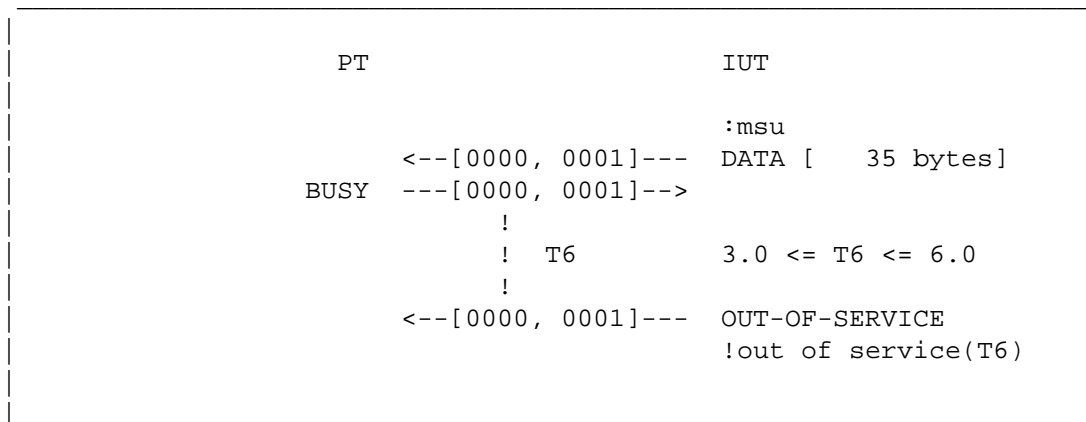 PT                          IUT
:msu
<--[0000, 0001]--- DATA [   35 bytes]
BUSY  ---[0000, 0001]-->
!
!  T6         3.0 <= T6 <= 6.0
!
<--[0000, 0001]---  OUT-OF-SERVICE
!out of service(T6)